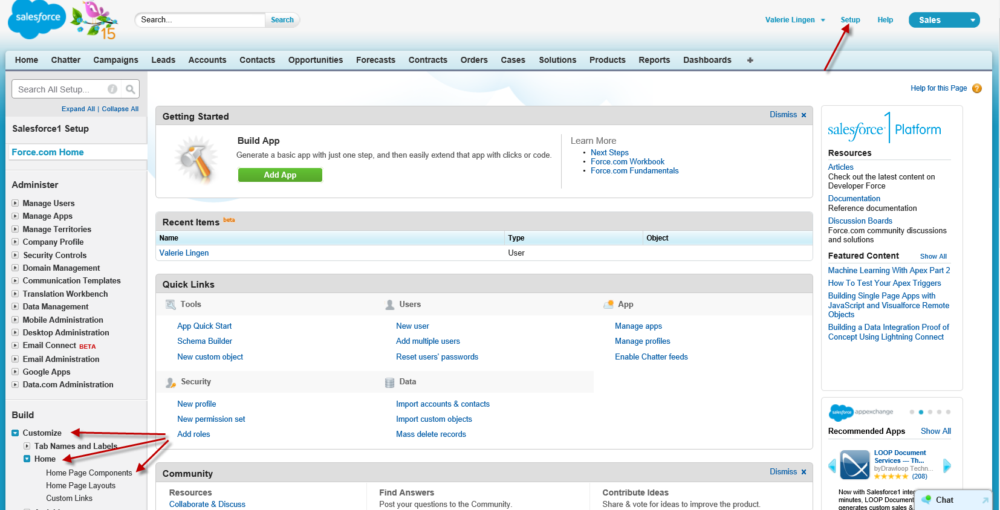 salesforce
15
Search...
Search
Valerie Lingen
Setup
Help
Sales
Home Chatter Campaigns Leads Accounts Contacts Opportunities Forecasts Contracts Orders Cases Solutions Products Reports Dashboards +
Search All Setup...
Expand All | Collapse All
Salesforce1 Setup
Force.com Home
Administer
Manage Users
Manage Apps
Manage Territories
Company Profile
Security Controls
Domain Management
Communication Templates
Translation Workbench
Data Management
Mobile Administration
Desktop Administration
Email Connect BETA
Email Administration
Google Apps
Data.com Administration
Build
Customize
Tab Names and Labels
Home
Home Page Components
Home Page Layouts
Custom Links
Help for this Page ?
Getting Started
Dismiss x
Build App
Generate a basic app with just one step, and then easily extend that app with clicks or code.
Add App
Learn More
• Next Steps
• Force.com Workbook
• Force.com Fundamentals
Recent Items beta
Name Type Object
Valerie Lingen User
Quick Links
Tools
App Quick Start
Schema Builder
New custom object
Users
New user
Add multiple users
Reset users' passwords
App
Manage apps
Manage profiles
Enable Chatter feeds
Security
New profile
New permission set
Add roles
Data
Import accounts & contacts
Import custom objects
Mass delete records
Community
Dismiss x
Resources
Collaborate & Discuss
Find Answers
Post your questions to the Community.
Contribute Ideas
Share & vote for ideas to improve the product.
salesforce1 Platform
Resources
Articles
Check out the latest content on
Developer Force
Documentation
Reference documentation
Discussion Boards
Force.com community discussions
and solutions
Featured Content Show All
Machine Learning With Apex Part 2
How To Test Your Apex Triggers
Building Single Page Apps with
JavaScript and Visualforce Remote
Objects
Building a Data Integration Proof of
Concept Using Lightning Connect
salesforce appexchange
Recommended Apps Show All
LOOP Document
Services --- Th...
byDrawloop Techn...
(208)
Now with Salesforce1
minutes, LOOP Document
generates custom sales &
Chat